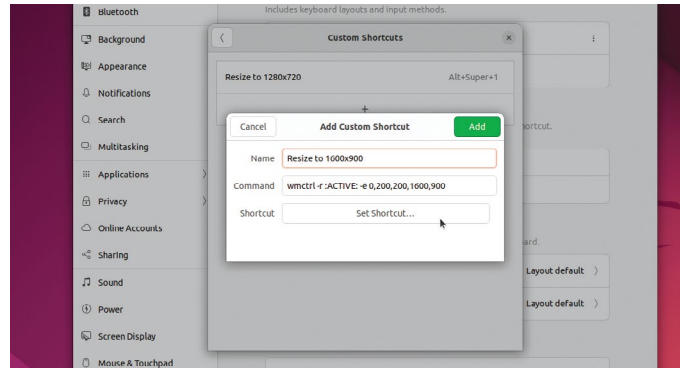 Bluetooth
Includes keyboard layouts and input methods.
Background
Custom Shortcuts
Appearance
Resize to 1280x720
Alt+Super+1
Notifications
+
Search
Cancel
Add Custom Shortcut
Add
ortcut.
Multitasking
Name
Resize to 1600x900
Applications
Command
wmctrl -r :ACTIVE: -e 0,200,200,1600,900
Privacy
Shortcut
Set Shortcut...
Online Accounts
ard.
Sharing
Layout default
Sound
Power
Layout default
Screen Display
Mouse & Touchpad